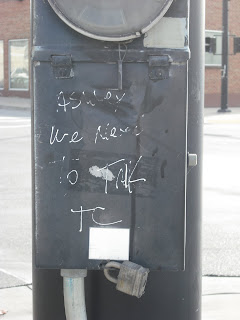 ASHLEY
We Need
to TALK
TC